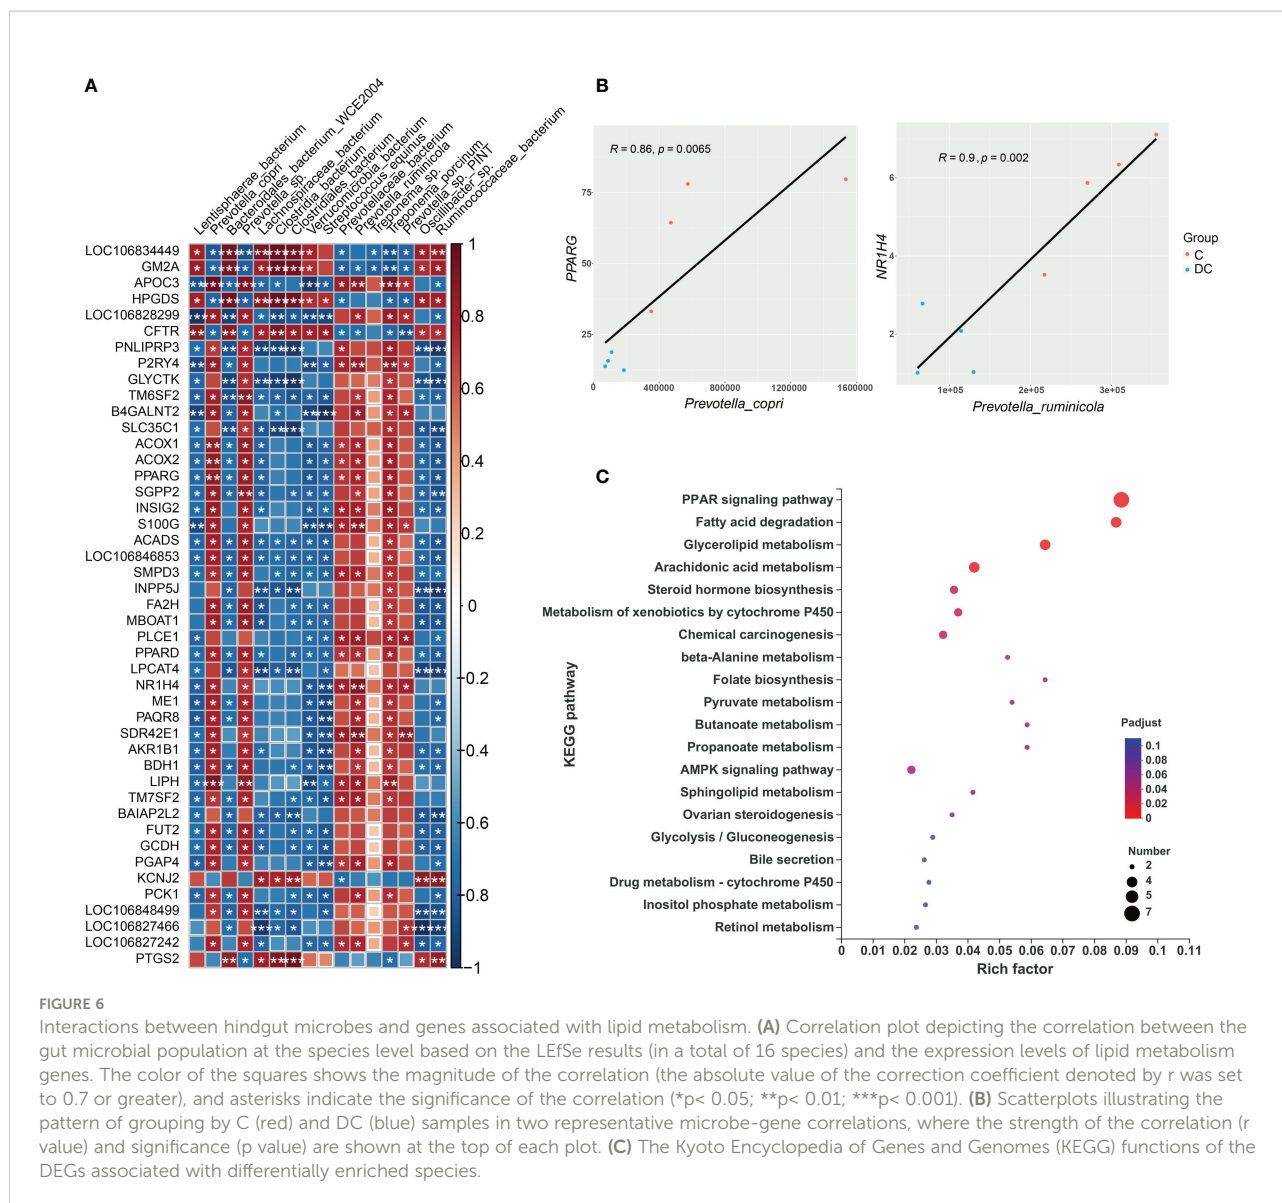 A
Lentisphaerae_bacterium
Prevotella_copri
Bacteroidales_bacterium_WCE2004
Prevotella_sp.
Lachnospiraceae_bacterium
Clostridia_bacterium
Clostridiales_bacterium
Verrucomicrobia_bacterium
Streptococcus_equinus
Prevotellaceae_bacterium
Prevotella_ruminicola
Treponema_sp.
Treponema_porcinum
Prevotella_sp._PINT
Oscillibacter_sp.
Ruminococcaceae_bacterium
LOC106834449
GM2A
APOC3
HPGDS
LOC106828299
CFTR
PNLIPRP3
P2RY4
GLYCTK
TM6SF2
B4GALNT2
SLC35C1
ACOX1
ACOX2
PPARG
SGPP2
INSIG2
S100G
ACADS
LOC106846853
SMPD3
INPP5J
FA2H
MBOAT1
PLCE1
PPARD
LPCAT4
NR1H4
ME1
PAQR8
SDR42E1
AKR1B1
BDH1
LIPH
TM7SF2
BAIAP2L2
FUT2
GCDH
PGAP4
KCNJ2
PCK1
LOC106848499
LOC106827466
LOC106827242
PTGS2
1
0.8
0.6
0.4
0.2
0
-0.2
-0.4
-0.6
-0.8
-1
B
R = 0.86, p = 0.0065
PPARG
75
50
25
0 400000 800000 1200000 1600000
Prevotella_copri
R = 0.9, p = 0.002
NR1H4
6
4
2
1e+05 2e+05 3e+05
Prevotella_ruminicola
Group
C
DC
C
KEGG pathway
PPAR signaling pathway
Fatty acid degradation
Glycerolipid metabolism
Arachidonic acid metabolism
Steroid hormone biosynthesis
Metabolism of xenobiotics by cytochrome P450
Chemical carcinogenesis
beta-Alanine metabolism
Folate biosynthesis
Pyruvate metabolism
Butanoate metabolism
Propanoate metabolism
AMPK signaling pathway
Sphingolipid metabolism
Ovarian steroidogenesis
Glycolysis / Gluconeogenesis
Bile secretion
Drug metabolism - cytochrome P450
Inositol phosphate metabolism
Retinol metabolism
0 0.01 0.02 0.03 0.04 0.05 0.06 0.07 0.08 0.09 0.1 0.11
Rich factor
Padjust
0.1
0.08
0.06
0.04
0.02
0
Number
2
4
5
7
FIGURE 6
Interactions between hindgut microbes and genes associated with lipid metabolism. (A) Correlation plot depicting the correlation between the
gut microbial population at the species level based on the LEfSe results (in a total of 16 species) and the expression levels of lipid metabolism
genes. The color of the squares shows the magnitude of the correlation (the absolute value of the correction coefficient denoted by r was set
to 0.7 or greater), and asterisks indicate the significance of the correlation (*p< 0.05; **p< 0.01; ***p< 0.001). (B) Scatterplots illustrating the
pattern of grouping by C (red) and DC (blue) samples in two representative microbe-gene correlations, where the strength of the correlation (r
value) and significance (p value) are shown at the top of each plot. (C) The Kyoto Encyclopedia of Genes and Genomes (KEGG) functions of the
DEGs associated with differentially enriched species.